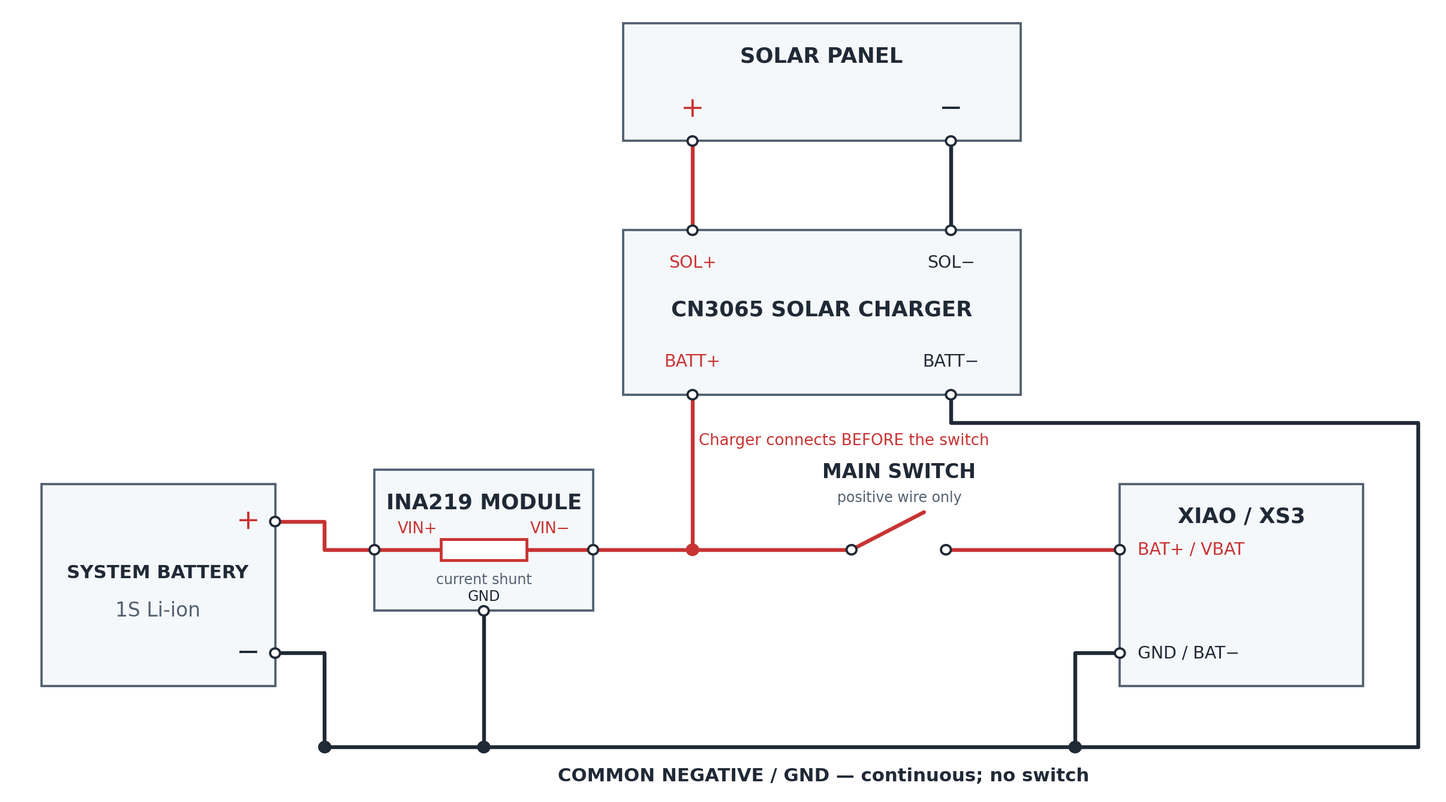 SOLAR PANEL
+ −
SOL+ SOL−
CN3065 SOLAR CHARGER
BATT+ BATT−
Charger connects BEFORE the switch
MAIN SWITCH
positive wire only
INA219 MODULE
VIN+ VIN−
current shunt
GND
+
SYSTEM BATTERY
1S Li-ion
−
XIAO / XS3
BAT+ / VBAT
GND / BAT−
COMMON NEGATIVE / GND — continuous; no switch